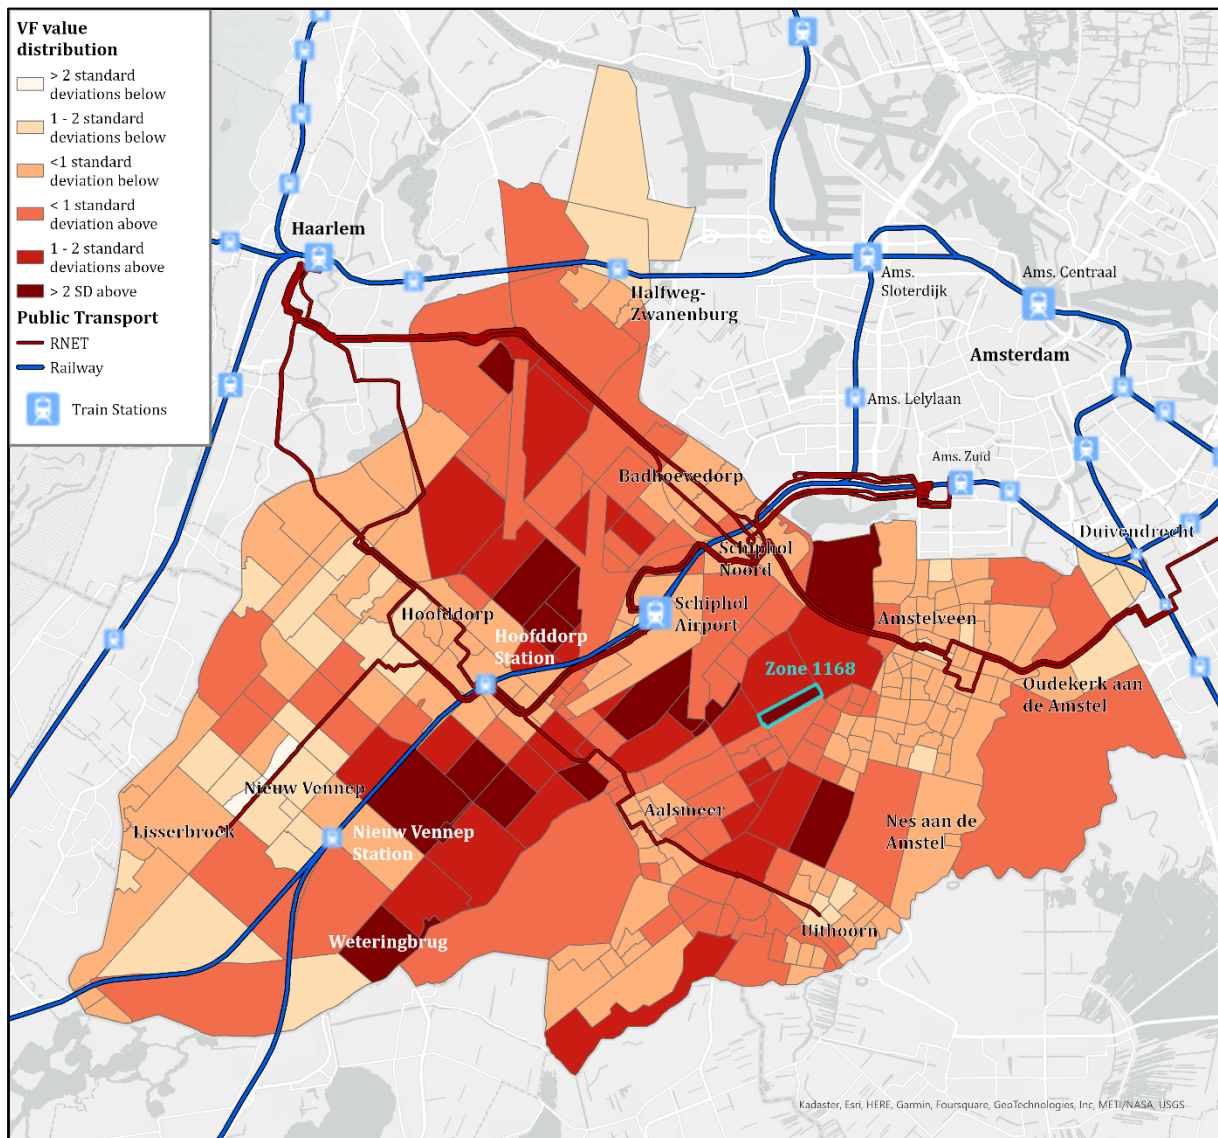 VF value
distribution
> 2 standard
deviations below
1 - 2 standard
deviations below
<1 standard
deviation below
< 1 standard
deviation above
1 - 2 standard
deviations above
> 2 SD above
Public Transport
RNET
Railway
Train Stations
Haarlem
Halfweg-
Zwanenburg
Ams.
Sloterdijk
Ams. Centraal
Amsterdam
Ams. Lelylaan
Ams. Zuid
Badhoevedorp
Duivendrecht
Schiphol
Noord
Schiphol
Airport
Hoofddorp
Hoofddorp
Station
Amstelveen
Zone 1168
Oudekerk aan
de Amstel
Nieuw Vennep
Lisserbroek
Nieuw Vennep
Station
Aalsmeer
Nes aan de
Amstel
Uithoorn
Weteringbrug
Kadaster, Esri, HERE, Garmin, Foursquare, GeoTechnologies, Inc, METI/NASA, USGS